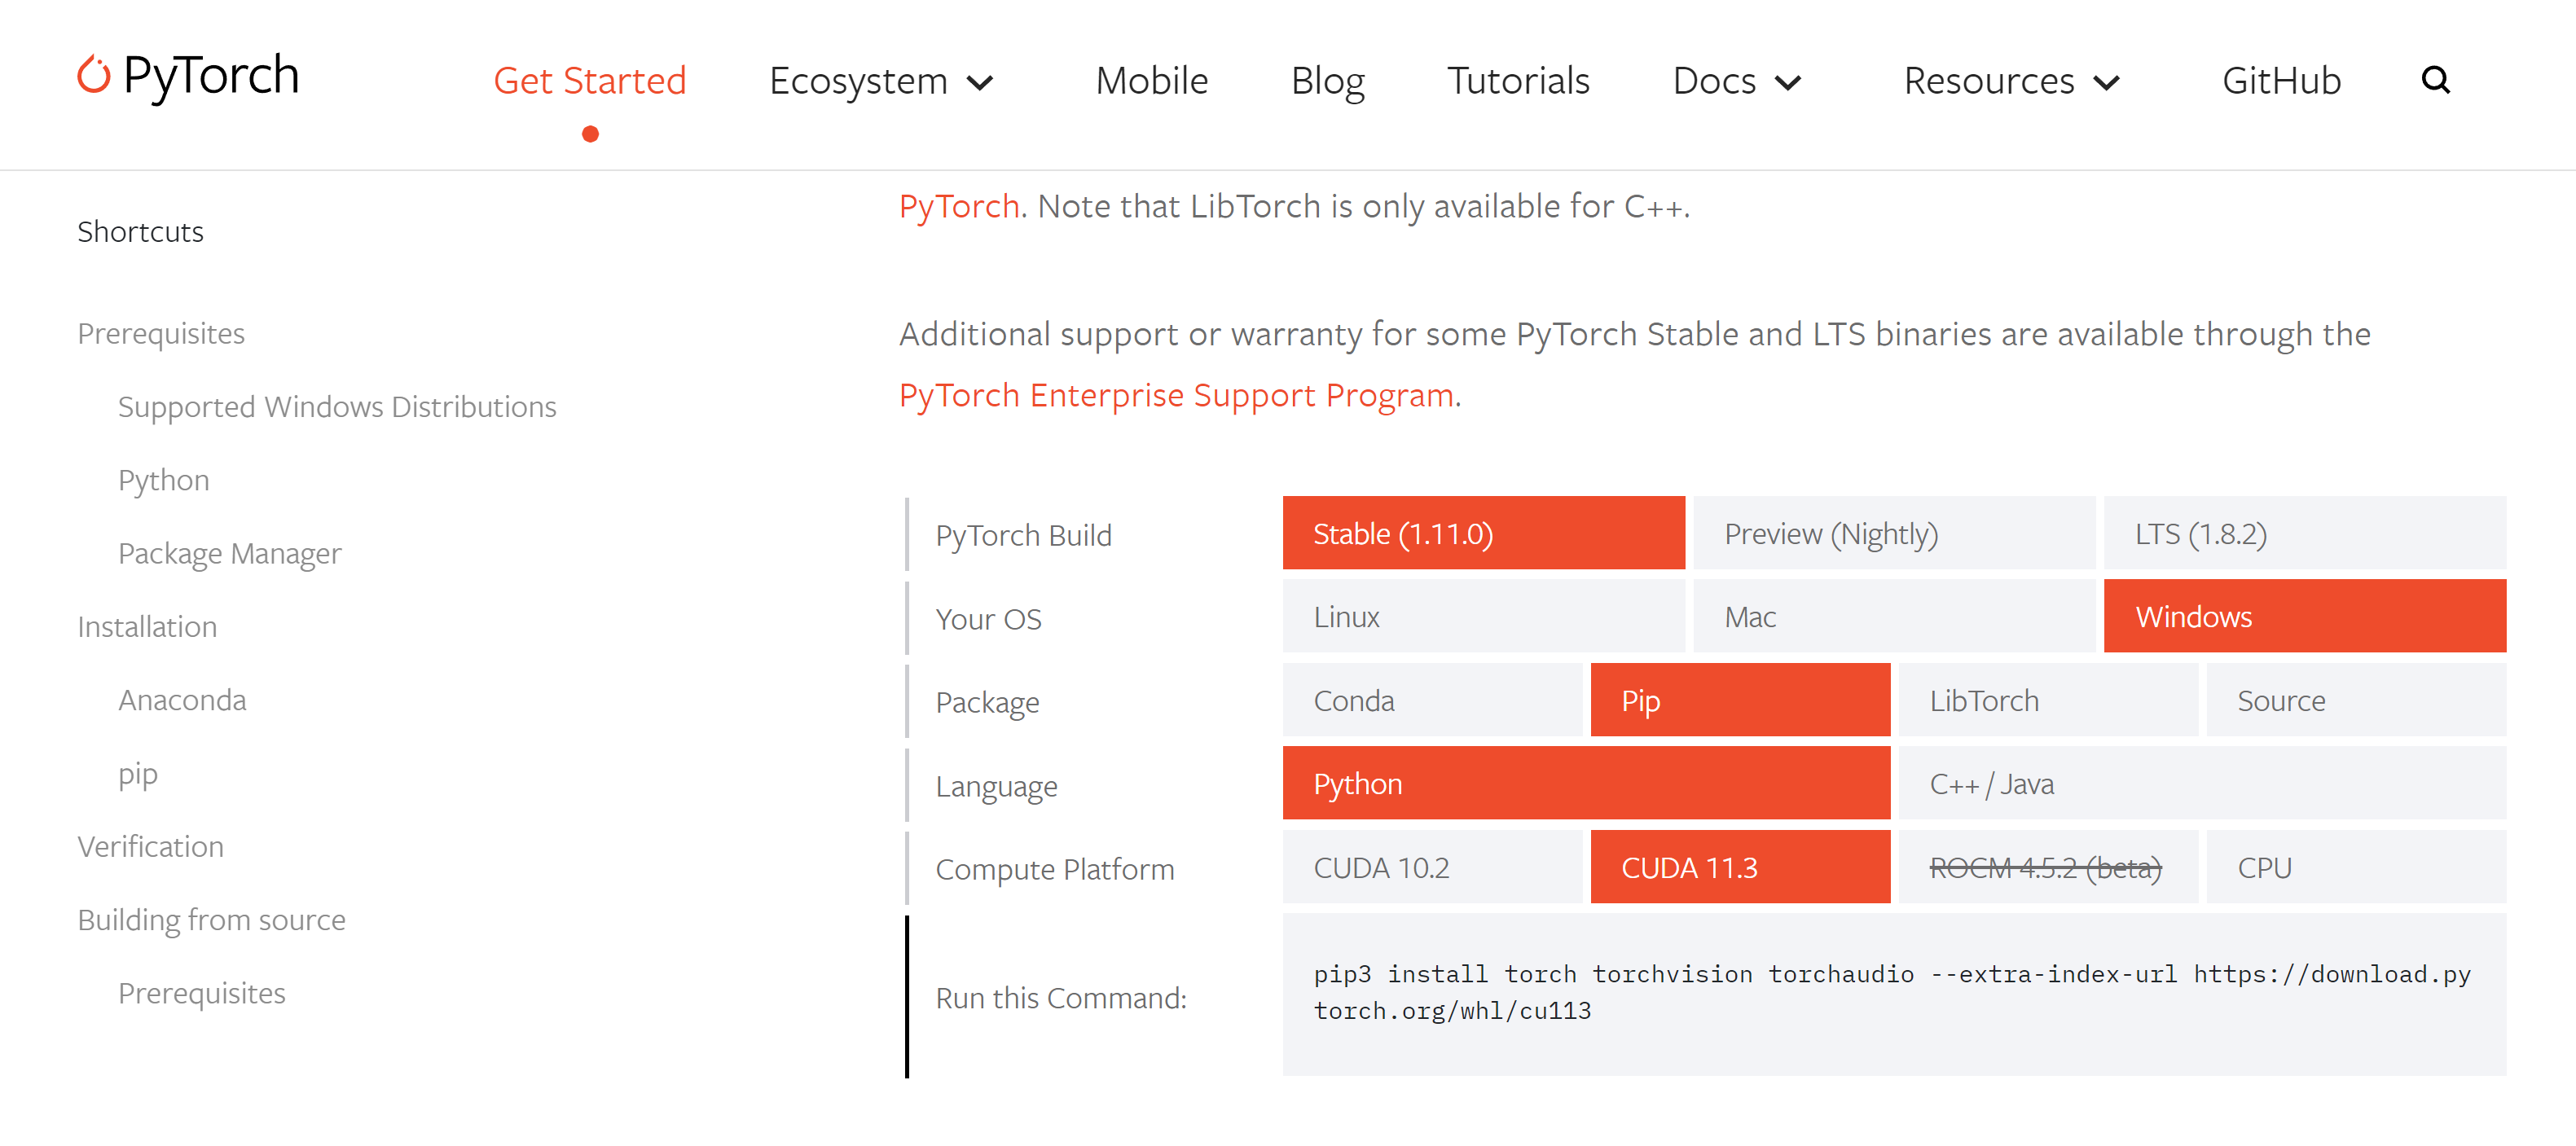 PyTorch
Get Started Ecosystem Mobile Blog Tutorials Docs Resources GitHub
Shortcuts
Prerequisites
Supported Windows Distributions
Python
Package Manager
Installation
Anaconda
pip
Verification
Building from source
Prerequisites
PyTorch. Note that LibTorch is only available for C++.
Additional support or warranty for some PyTorch Stable and LTS binaries are available through the
PyTorch Enterprise Support Program.
PyTorch Build Stable (1.11.0) Preview (Nightly) LTS (1.8.2)
Your OS Linux Mac Windows
Package Conda Pip LibTorch Source
Language Python C++ / Java
Compute Platform CUDA 10.2 CUDA 11.3 ROCM 4.5.2 (beta) CPU
Run this Command:
pip3 install torch torchvision torchaudio --extra-index-url https://download.py
torch.org/whl/cu113